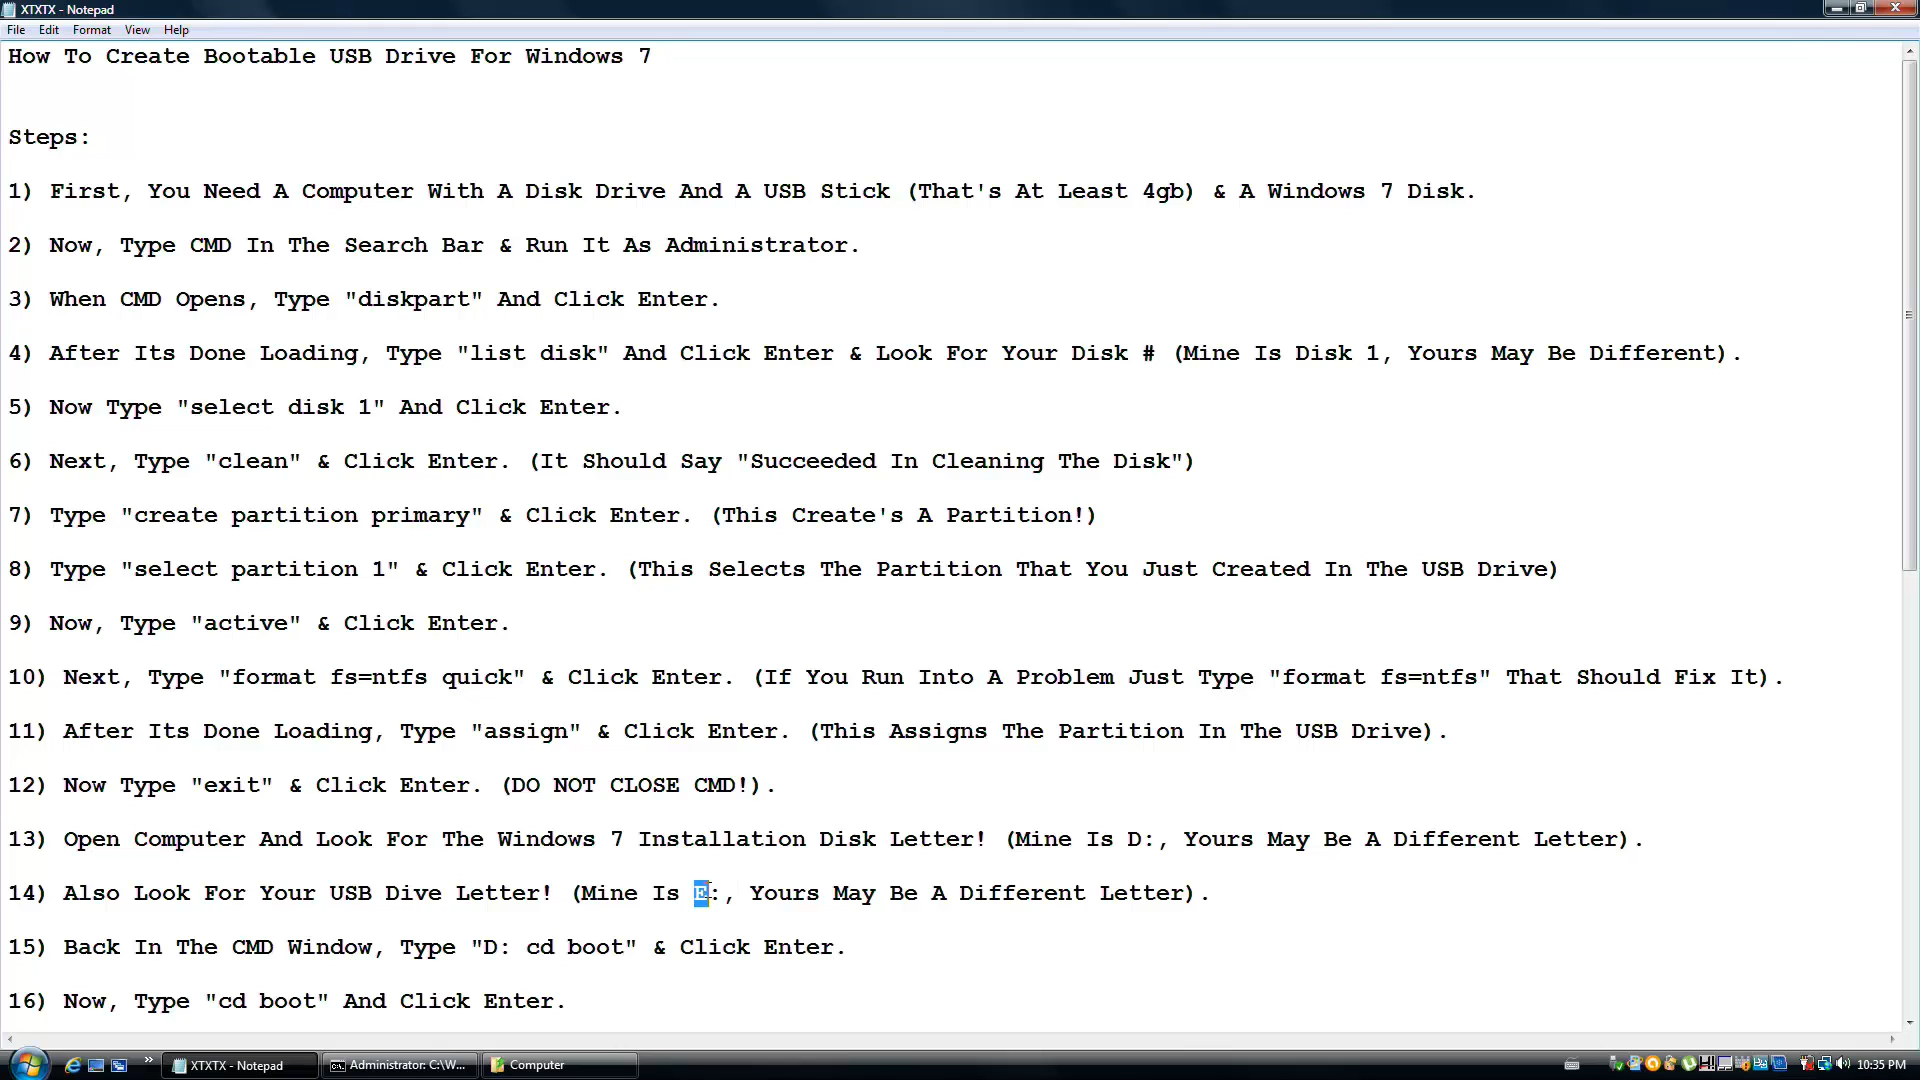 XTXTX - Notepad
File Edit Format View Help
How To Create Bootable USB Drive For Windows 7
Steps:
1) First, You Need A Computer With A Disk Drive And A USB Stick (That's At Least 4gb) & A Windows 7 Disk.
2) Now, Type CMD In The Search Bar & Run It As Administrator.
3) When CMD Opens, Type "diskpart" And Click Enter.
4) After Its Done Loading, Type "list disk" And Click Enter & Look For Your Disk # (Mine Is Disk 1, Yours May Be Different).
5) Now Type "select disk 1" And Click Enter.
6) Next, Type "clean" & Click Enter. (It Should Say "Succeeded In Cleaning The Disk")
7) Type "create partition primary" & Click Enter. (This Create's A Partition!)
8) Type "select partition 1" & Click Enter. (This Selects The Partition That You Just Created In The USB Drive)
9) Now, Type "active" & Click Enter.
10) Next, Type "format fs=ntfs quick" & Click Enter. (If You Run Into A Problem Just Type "format fs=ntfs" That Should Fix It).
11) After Its Done Loading, Type "assign" & Click Enter. (This Assigns The Partition In The USB Drive).
12) Now Type "exit" & Click Enter. (DO NOT CLOSE CMD!).
13) Open Computer And Look For The Windows 7 Installation Disk Letter! (Mine Is D:, Yours May Be A Different Letter).
14) Also Look For Your USB Dive Letter! (Mine Is E:, Yours May Be A Different Letter).
15) Back In The CMD Window, Type "D: cd boot" & Click Enter.
16) Now, Type "cd boot" And Click Enter.
XTXTX - Notepad Administrator: C:\W... Computer 10:35 PM